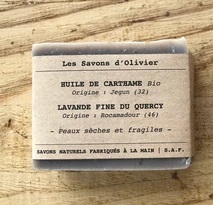 Les Savons d'Olivier
HUILE DE CARTHAME Bio
Origine : Jegun (32)
LAVANDE FINE DU QUERCY
Origine : Rocamadour (46)
- Peaux sèches et fragiles -
SAVONS NATURELS FABRIQUÉS À LA MAIN | S.A.F.